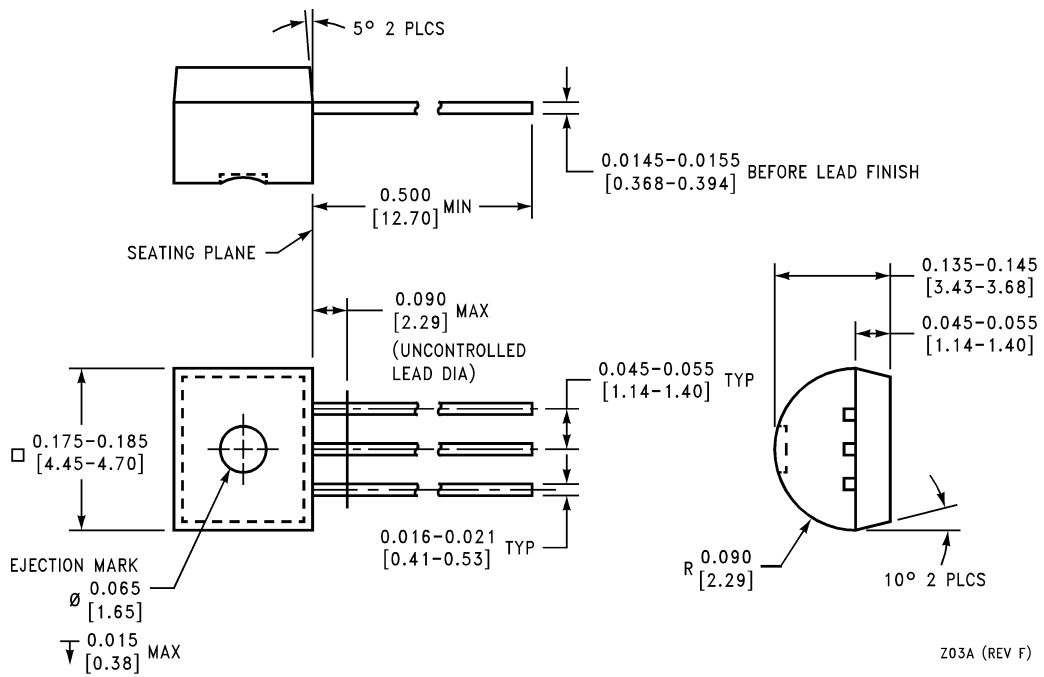 5° 2 PLCS
0.0145-0.0155
[0.368-0.394]
BEFORE LEAD FINISH
0.500
[12.70]
MIN
SEATING PLANE
0.090
[2.29]
MAX
(UNCONTROLLED
LEAD DIA)
0.135-0.145
[3.43-3.68]
0.045-0.055
[1.14-1.40]
0.045-0.055
[1.14-1.40]
TYP
0.175-0.185
[4.45-4.70]
0.016-0.021
[0.41-0.53]
TYP
EJECTION MARK
Ø 0.065
[1.65]
0.015
[0.38]
MAX
R 0.090
[2.29]
10° 2 PLCS
Z03A (REV F)